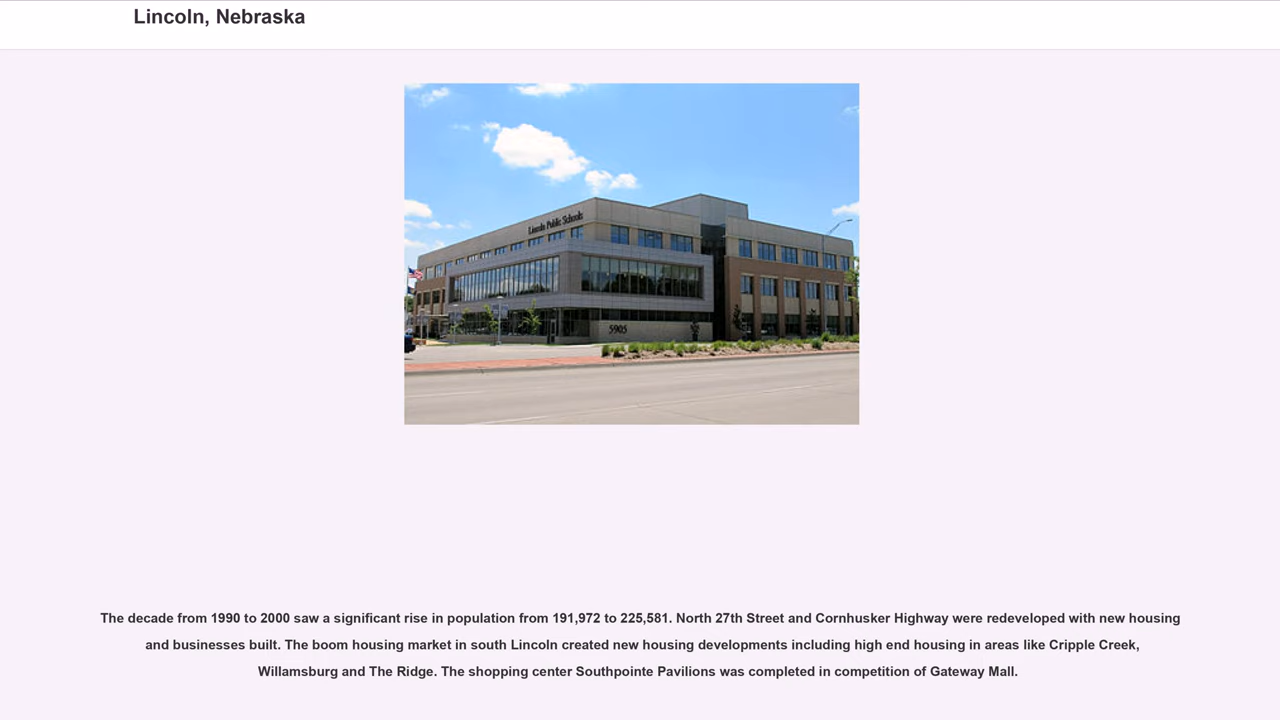 Lincoln, Nebraska
Lincoln Public Schools
5905
The decade from 1990 to 2000 saw a significant rise in population from 191,972 to 225,581. North 27th Street and Cornhusker Highway were redeveloped with new housing
and businesses built. The boom housing market in south Lincoln created new housing developments including high end housing in areas like Cripple Creek,
Willamsburg and The Ridge. The shopping center Southpointe Pavilions was completed in competition of Gateway Mall.